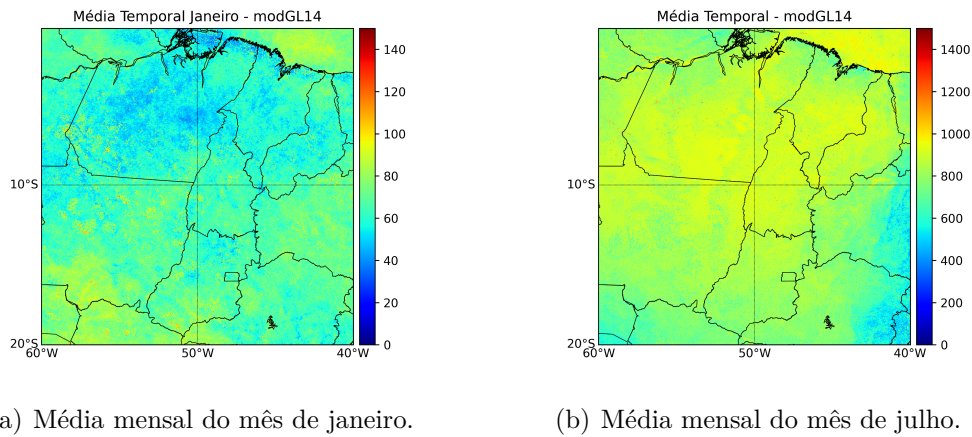 Média Temporal Janeiro - modGL14
Média Temporal - modGL14
140
120
100
80
60
40
20
0
10°S
20°S
60°W
50°W
40°W
1400
1200
1000
800
600
400
200
0
10°S
20°S
60°W
50°W
40°W
a) Média mensal do mês de janeiro.
(b) Média mensal do mês de julho.